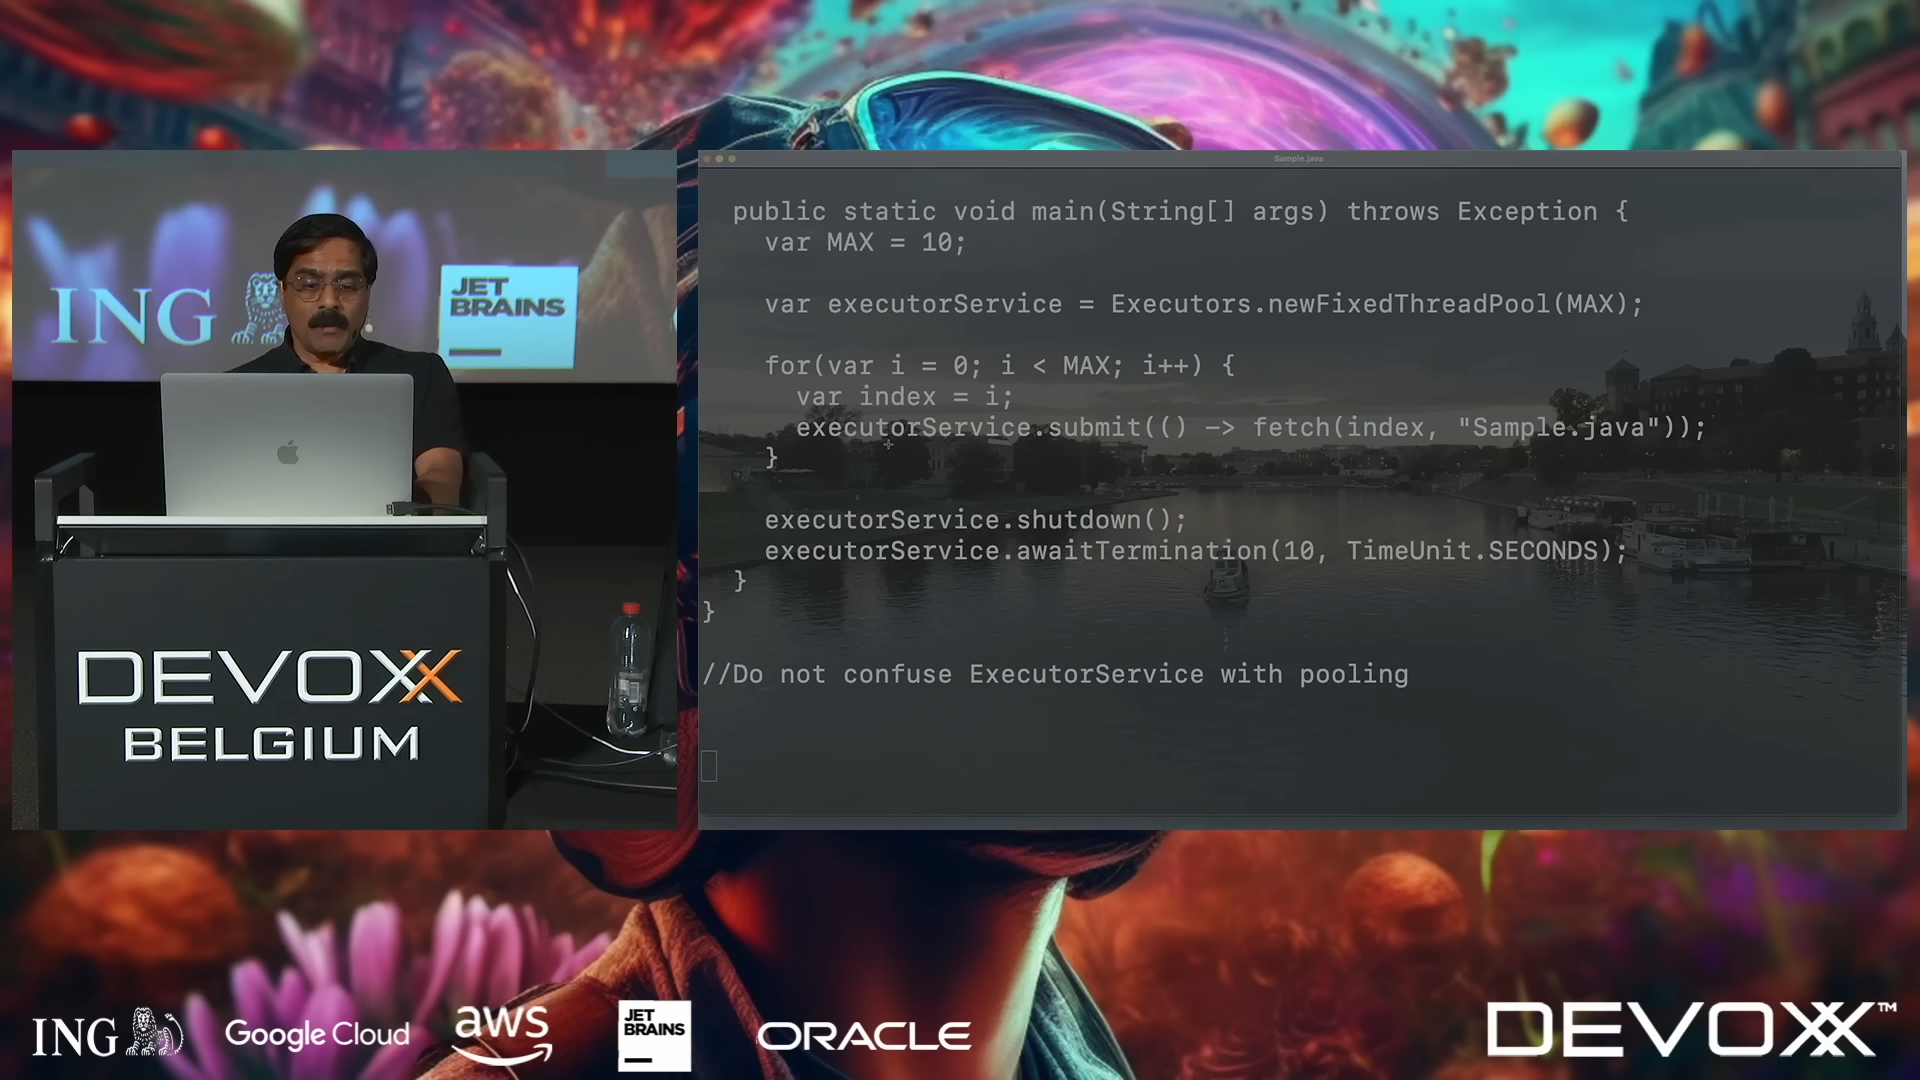 ING
JET
BRAINS
DEVOXX
BELGIUM
Sample.java
public static void main(String[] args) throws Exception {
var MAX = 10;
var executorService = Executors.newFixedThreadPool(MAX);
for(var i = 0; i < MAX; i++) {
var index = i;
executorService.submit(() -> fetch(index, "Sample.java"));
}
executorService.shutdown();
executorService.awaitTermination(10, TimeUnit.SECONDS);
}
}
//Do not confuse ExecutorService with pooling
ING
Google Cloud
aws
JET
BRAINS
ORACLE
DEVOXX™